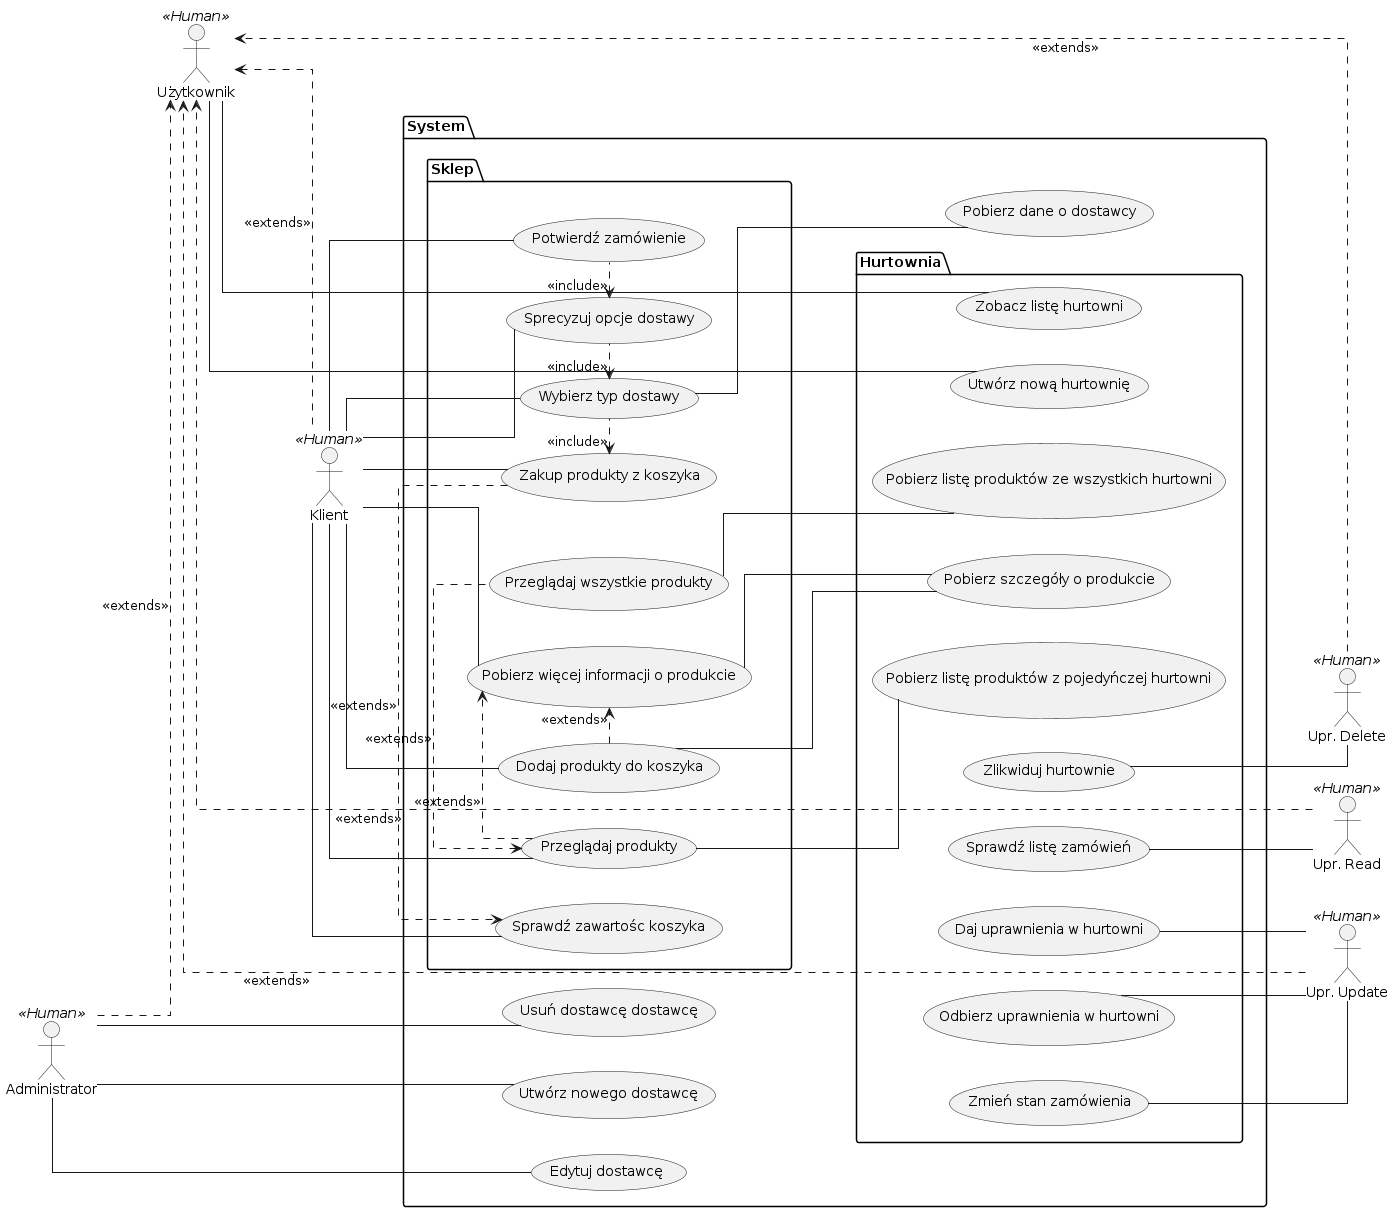 «Human»
Użytkownik
«extends»
«extends»
System
Sklep
Pobierz dane o dostawcy
Potwierdź zamówienie
Hurtownia
«include»
Zobacz listę hurtowni
Sprecyzuj opcje dostawy
«include»
Utwórz nową hurtownię
Wybierz typ dostawy
«Human»
Klient
«include»
Zakup produkty z koszyka
Pobierz listę produktów ze wszystkich hurtowni
Przeglądaj wszystkie produkty
Pobierz szczegóły o produkcie
«extends»
Pobierz więcej informacji o produkcie
Pobierz listę produktów z pojedyńczej hurtowni
«Human»
Upr. Delete
«extends»
«extends»
«extends»
Dodaj produkty do koszyka
Zlikwiduj hurtownie
«Human»
Upr. Read
«extends»
«extends»
Przeglądaj produkty
Sprawdź listę zamówień
Sprawdź zawartośc koszyka
Daj uprawnienia w hurtowni
«Human»
Upr. Update
«extends»
«Human»
Administrator
Usuń dostawcę dostawcę
Odbierz uprawnienia w hurtowni
Utwórz nowego dostawcę
Zmień stan zamówienia
Edytuj dostawcę